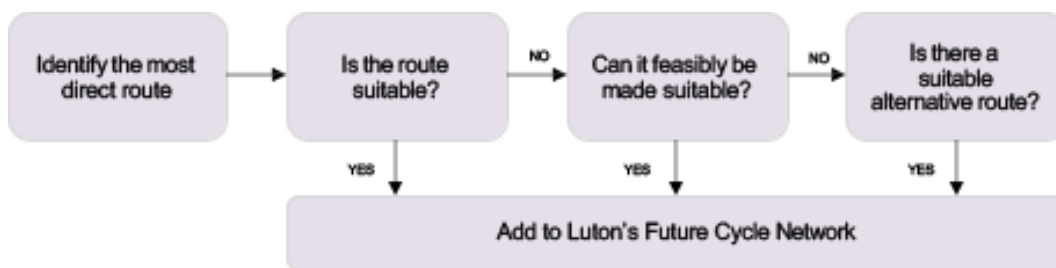 Identify the most
direct route
Is the route
suitable?
NO
Can it feasibly be
made suitable?
NO
Is there a
suitable
alternative route?
YES
YES
YES
Add to Luton's Future Cycle Network